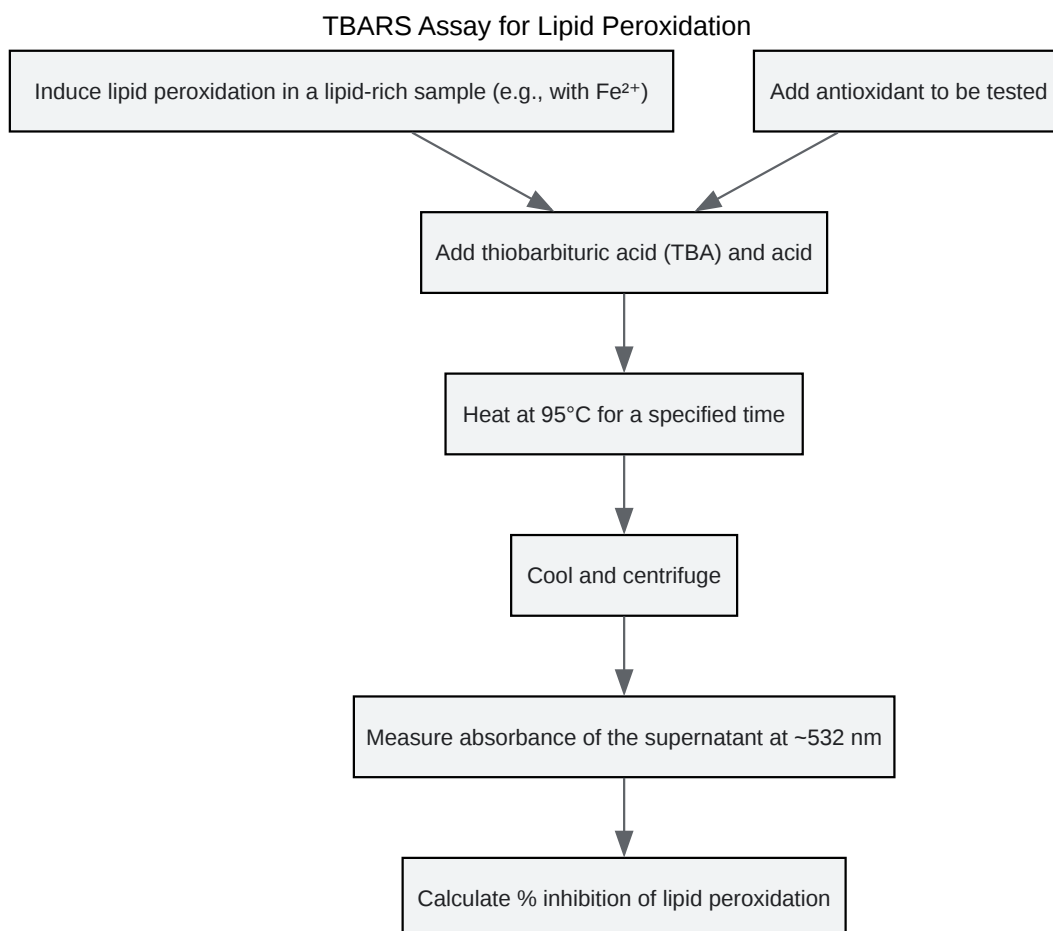 TBARS Assay for Lipid Peroxidation
Induce lipid peroxidation in a lipid-rich sample (e.g., with Fe²⁺)
Add antioxidant to be tested
Add thiobarbituric acid (TBA) and acid
Heat at 95°C for a specified time
Cool and centrifuge
Measure absorbance of the supernatant at ~532 nm
Calculate % inhibition of lipid peroxidation